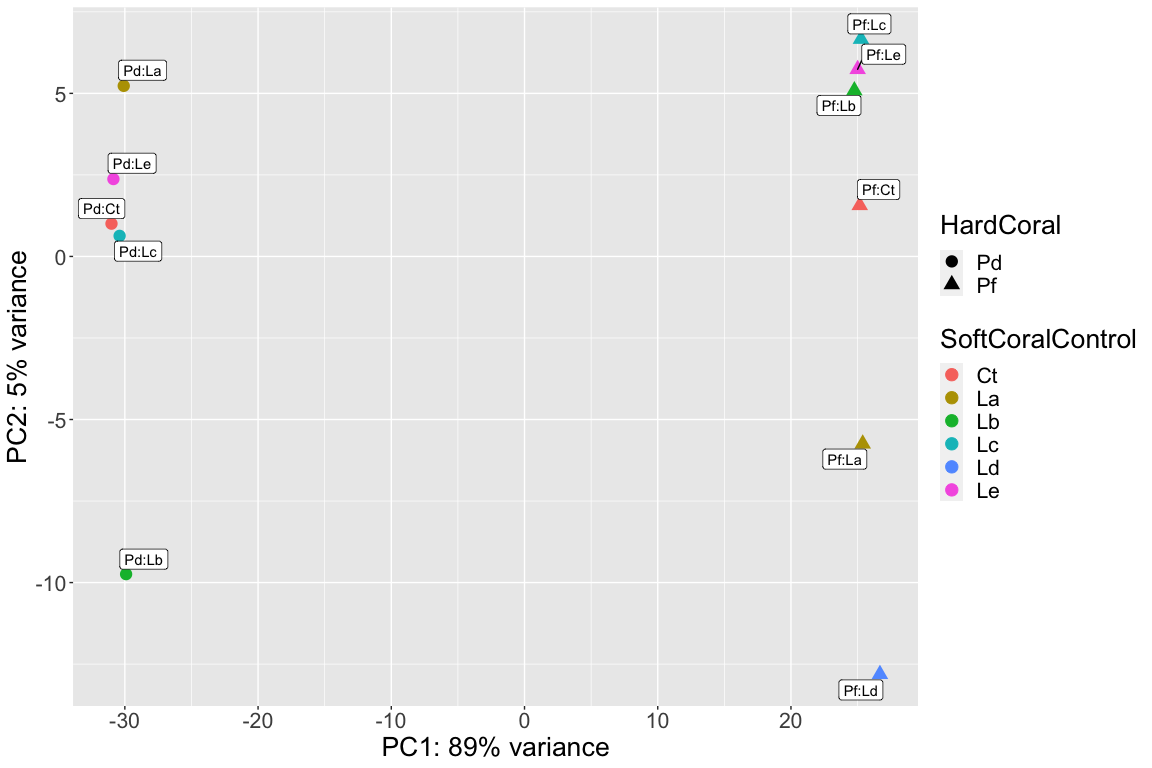 Pf:Lc
Pf:Le
Pd:La
5
Pf:Lb
Pd:Le
Pf:Ct
Pd:Ct
Pd:Lc
0
PC2: 5% variance
-5
Pf:La
Pd:Lb
-10
Pf:Ld
-30
-20
-10
0
10
20
PC1: 89% variance
HardCoral
Pd
Pf
SoftCoralControl
Ct
La
Lb
Lc
Ld
Le